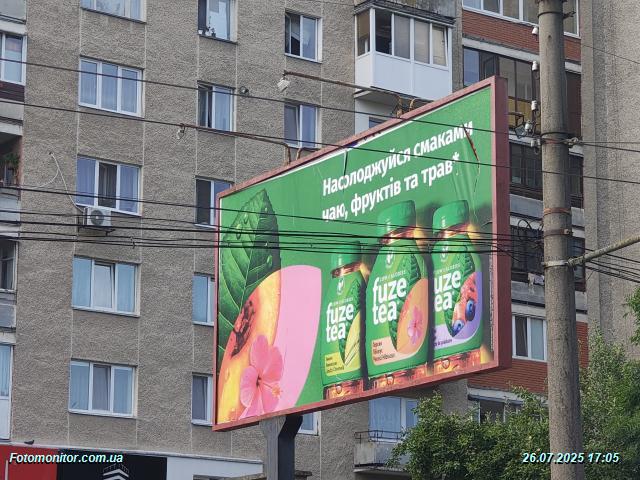 Насолоджуйся смаками
чаю, фруктів та трав*
fuze
tea
fuze
tea
fuze
tea
Fotomonitor.com.ua
26.07.2025 17:05